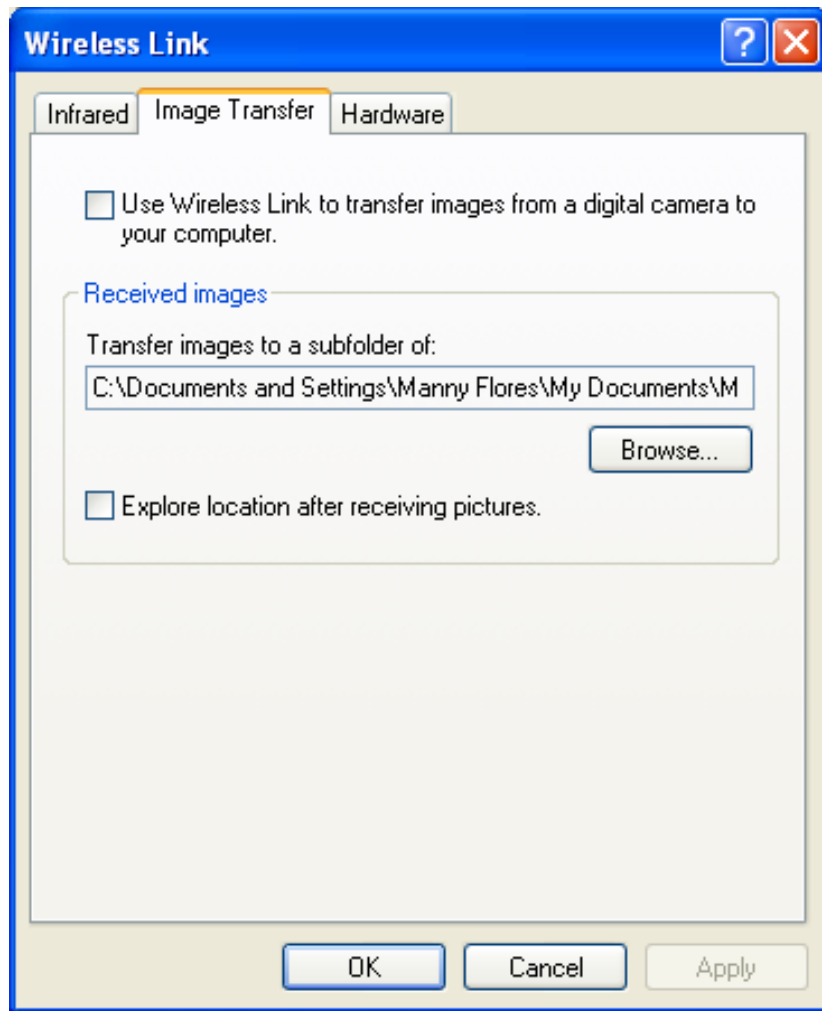 Wireless Link
Infrared
Image Transfer
Hardware
Use Wireless Link to transfer images from a digital camera to
your computer.
Received images
Transfer images to a subfolder of:
C:\Documents and Settings\Manny Flores\My Documents\M
Browse...
Explore location after receiving pictures.
OK
Cancel
Apply